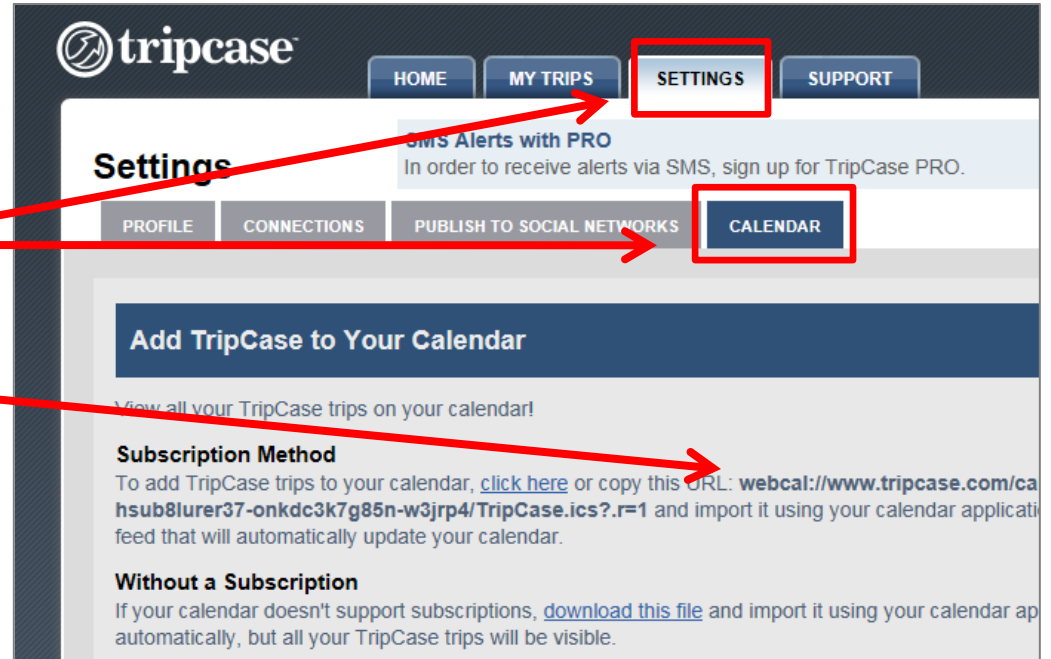 tripcase
HOME MY TRIPS SETTINGS SUPPORT
SMS Alerts with PRO
Settings
In order to receive alerts via SMS, sign up for TripCase PRO.
PROFILE CONNECTIONS PUBLISH TO SOCIAL NETWORKS CALENDAR
Add TripCase to Your Calendar
View all your TripCase trips on your calendar!
Subscription Method
To add TripCase trips to your calendar, click here or copy this URL: webcal://www.tripcase.com/ca
hsub8lurer37-onkdc3k7g85n-w3jrp4/TripCase.ics?.r=1 and import it using your calendar applicati
feed that will automatically update your calendar.
Without a Subscription
If your calendar doesn't support subscriptions, download this file and import it using your calendar ap
automatically, but all your TripCase trips will be visible.